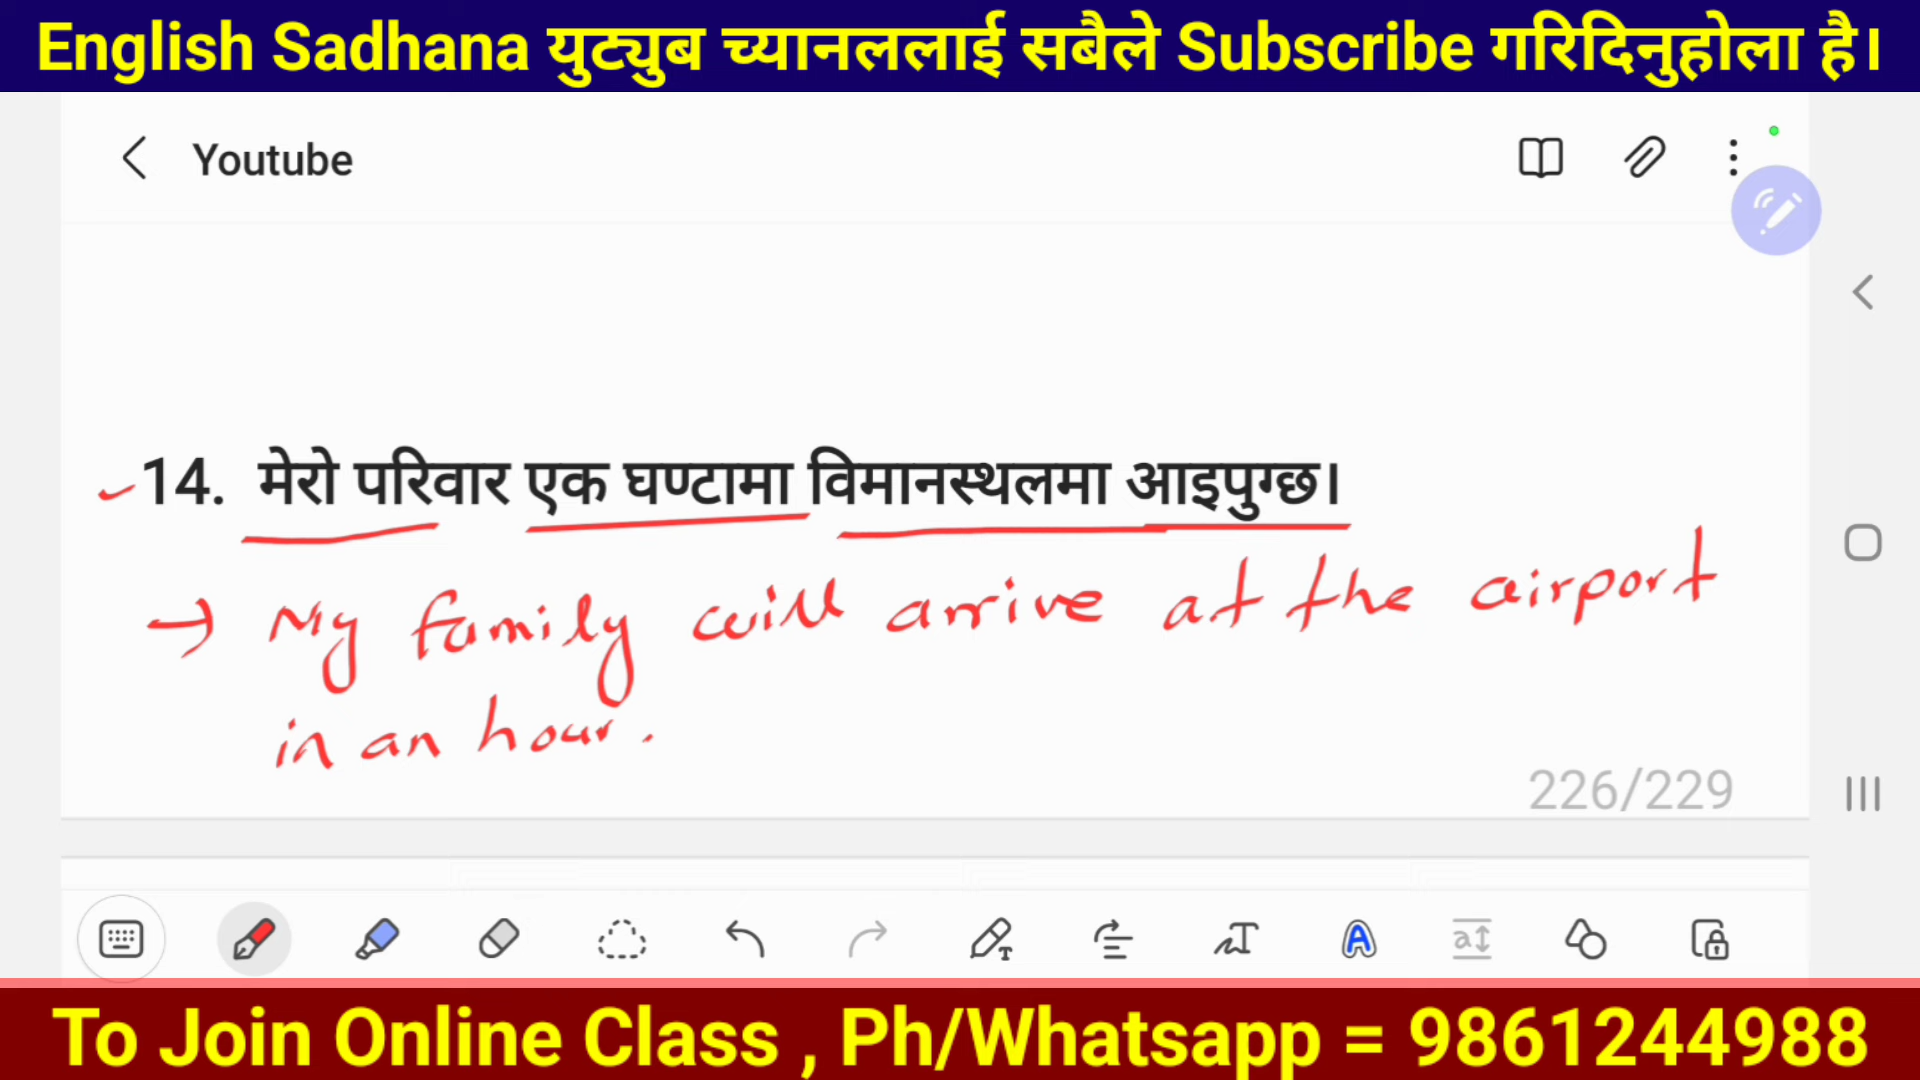 English Sadhana युट्युब च्यानललाई सबैले Subscribe गरिदिनुहोला है।
Youtube
14. मेरो परिवार एक घण्टामा विमानस्थलमा आइपुग्छ।
→ My family will arrive at the airport
in an hour.
226/229
To Join Online Class , Ph/Whatsapp = 9861244988